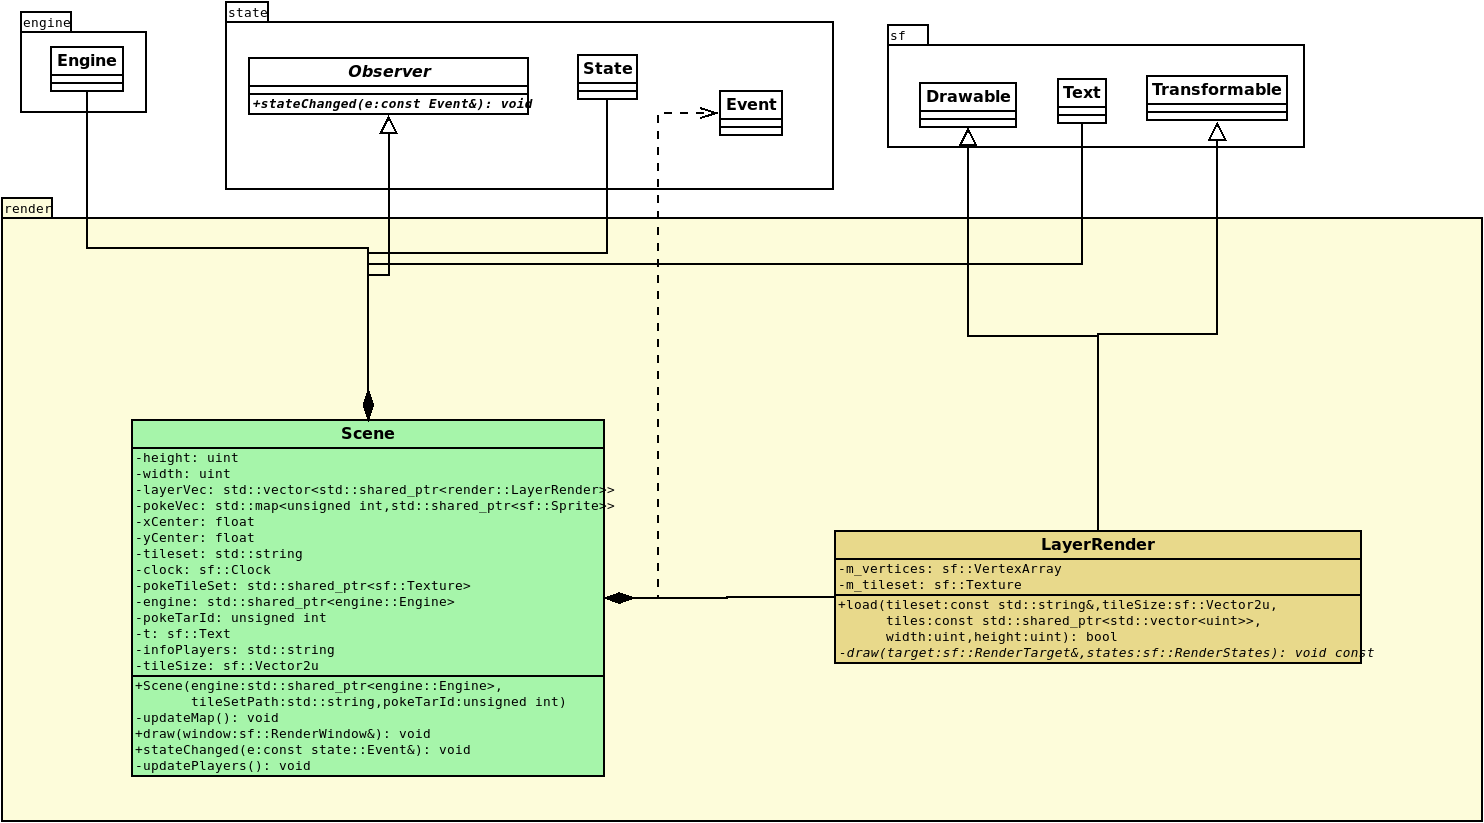 engine
Engine
state
Observer
+stateChanged(e:const Event&): void
State
Event
sf
Drawable
Text
Transformable
render
Scene
-height: uint
-width: uint
-layerVec: std::vector<std::shared_ptr<render::LayerRender>>
-pokeVec: std::map<unsigned int,std::shared_ptr<sf::Sprite>>
-xCenter: float
-yCenter: float
-tileset: std::string
-clock: sf::Clock
-pokeTileSet: std::shared_ptr<sf::Texture>
-engine: std::shared_ptr<engine::Engine>
-pokeTarId: unsigned int
-t: sf::Text
-infoPlayers: std::string
-tileSize: sf::Vector2u
+Scene(engine:std::shared_ptr<engine::Engine>,
tileSetPath:std::string,pokeTarId:unsigned int)
-updateMap(): void
+draw(window:sf::RenderWindow&): void
+stateChanged(e:const state::Event&): void
-updatePlayers(): void
LayerRender
-m_vertices: sf::VertexArray
-m_tileset: sf::Texture
+load(tileset:const std::string&,tileSize:sf::Vector2u,
tiles:const std::shared_ptr<std::vector<uint>>,
width:uint,height:uint): bool
-draw(target:sf::RenderTarget&,states:sf::RenderStates): void const